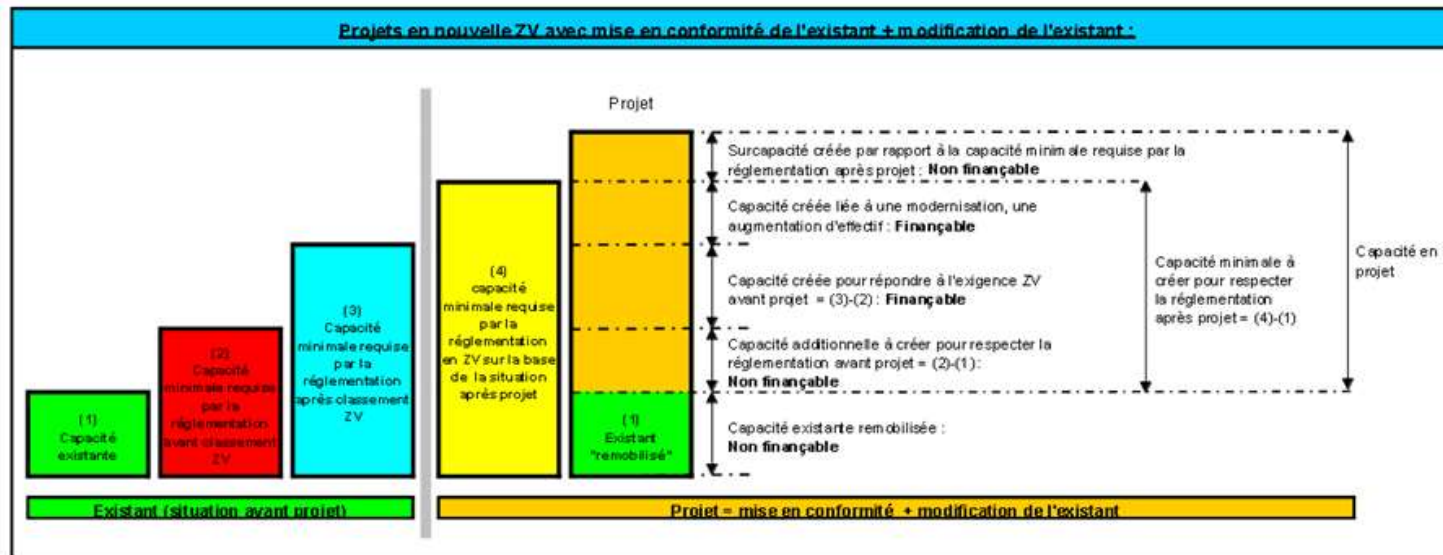 Projets en nouvelle ZV avec mise en conformité de l'existant + modification de l'existant :
Projet
(1)
Capacité
existante
(2)
Capacité
minimale requise
par la
réglementation
avant classement
ZV
(3)
Capacité
minimale requise
par la
réglementation
après classement
ZV
(4)
capacité
minimale requise
par la
réglementation
en ZV sur la base
de la situation
après projet
(1)
Existant
"remobilisé"
Surcapacité créée par rapport à la capacité minimale requise par la
réglementation après projet : Non finançable
Capacité créée liée à une modernisation, une
augmentation d'effectif : Finançable
Capacité créée pour répondre à l'exigence ZV
avant projet = (3)-(2) : Finançable
Capacité additionnelle à créer pour respecter la
réglementation avant projet = (2)-(1) :
Non finançable
Capacité existante remobilisée :
Non finançable
Capacité minimale à
créer pour respecter
la réglementation
après projet = (4)-(1)
Capacité en
projet
Existant (situation avant projet)
Projet = mise en conformité + modification de l'existant